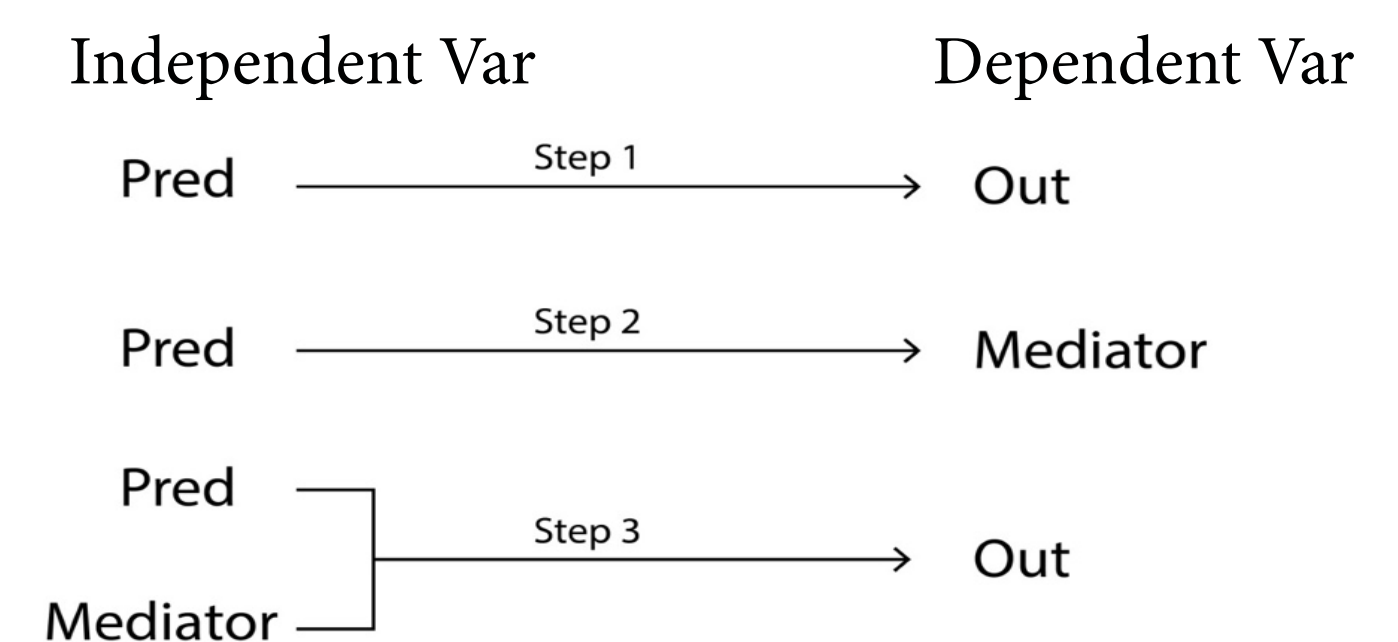 Independent Var Dependent Var
Step 1
Pred Out
Step 2
Pred Mediator
Pred
Step 3
Out
Mediator